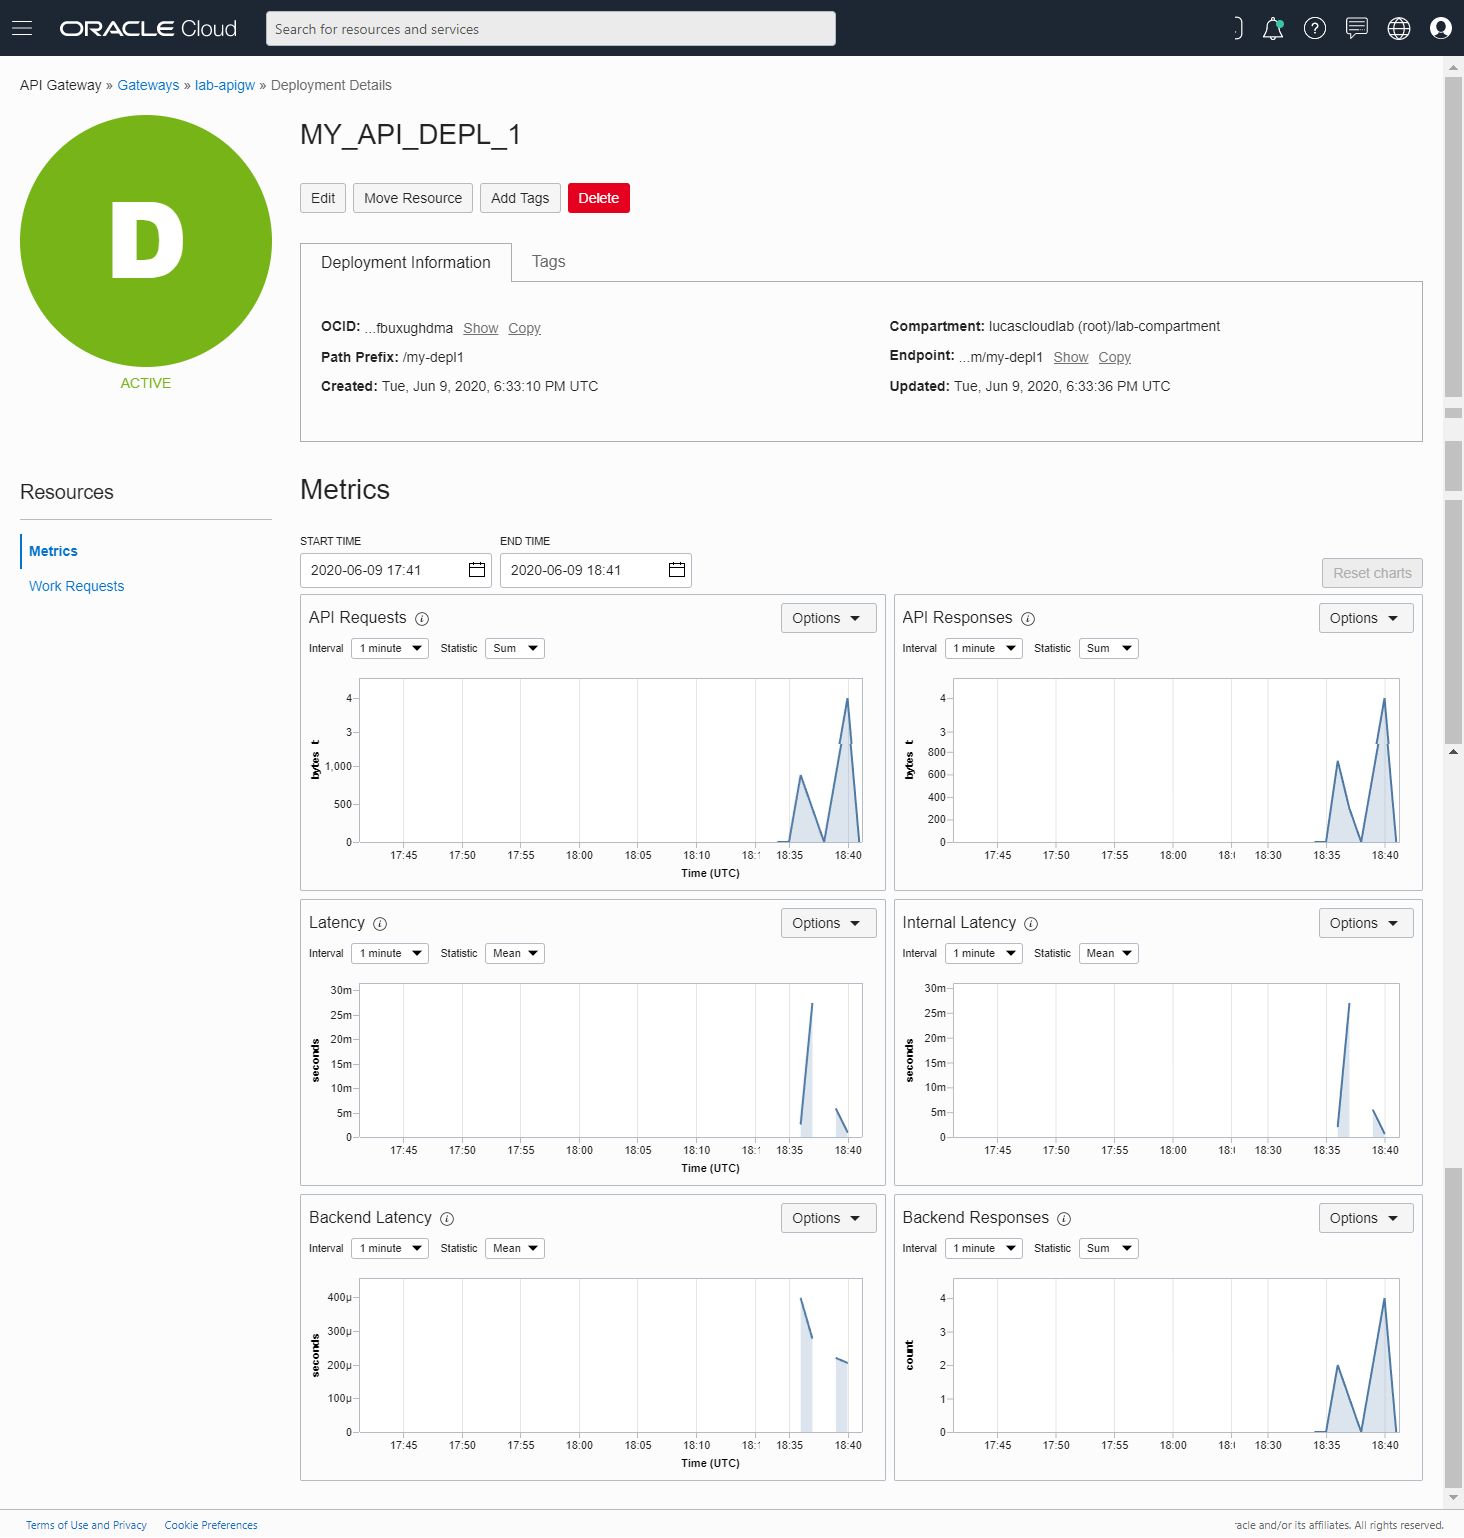 ORACLE Cloud
Search for resources and services
API Gateway » Gateways » lab-apigw » Deployment Details
D
ACTIVE
MY_API_DEPL_1
Edit Move Resource Add Tags Delete
Deployment Information Tags
OCID: ...fbuxughdma Show Copy
Compartment: lucascloudlab (root)/lab-compartment
Path Prefix: /my-depl1
Endpoint: ...m/my-depl1 Show Copy
Created: Tue, Jun 9, 2020, 6:33:10 PM UTC
Updated: Tue, Jun 9, 2020, 6:33:36 PM UTC
Resources
Metrics
Work Requests
Metrics
START TIME END TIME
2020-06-09 17:41 2020-06-09 18:41
Reset charts
API Requests i Options
Interval 1 minute Statistic Sum
4
3
1,000
500
0
bytes t
17:45 17:50 17:55 18:00 18:05 18:10 18:1 18:35 18:40
Time (UTC)
API Responses i Options
Interval 1 minute Statistic Sum
4
3
800
600
400
200
0
bytes t
17:45 17:50 17:55 18:00 18: 18:30 18:35 18:40
Latency i Options
Interval 1 minute Statistic Mean
30m
25m
20m
15m
10m
5m
0
seconds
17:45 17:50 17:55 18:00 18:05 18:10 18:1 18:35 18:40
Time (UTC)
Internal Latency i Options
Interval 1 minute Statistic Mean
30m
25m
20m
15m
10m
5m
0
seconds
17:45 17:50 17:55 18:00 18: 18:30 18:35 18:40
Backend Latency i Options
Interval 1 minute Statistic Mean
400µ
300µ
200µ
100µ
0
seconds
17:45 17:50 17:55 18:00 18:05 18:10 18:1 18:35 18:40
Time (UTC)
Backend Responses i Options
Interval 1 minute Statistic Sum
4
3
2
1
0
count
17:45 17:50 17:55 18:00 18: 18:30 18:35 18:40
Terms of Use and Privacy Cookie Preferences
acle and/or its affiliates. All rights reserved.